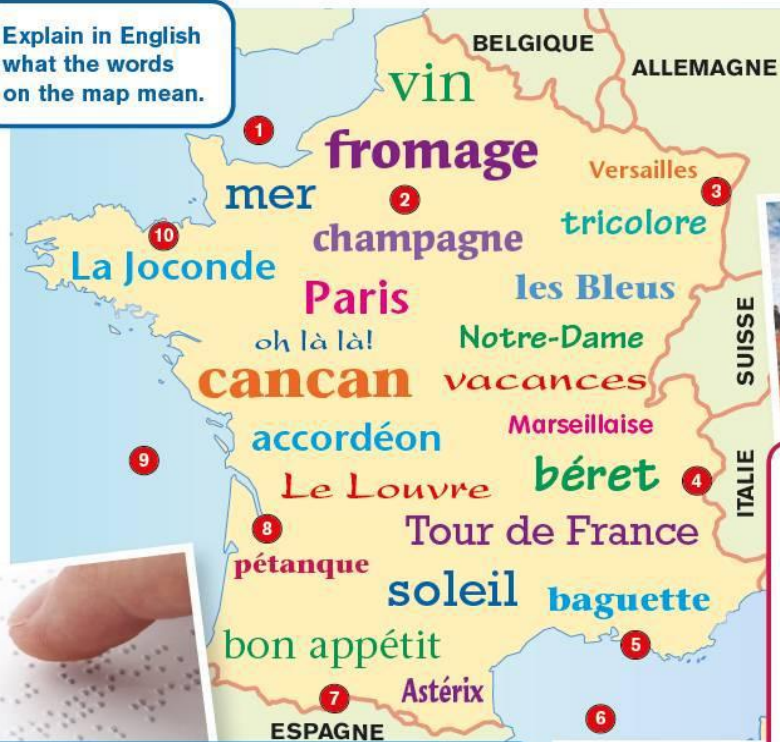 Explain in English
what the words
on the map mean.
BELGIQUE
ALLEMAGNE
vin
1
fromage
Versailles
3
mer
2
tricolore
10
champagne
La Joconde
les Bleus
Paris
oh là là!
Notre-Dame
SUISSE
cancan
vacances
Marseillaise
accordéon
9
béret
4
ITALIE
Le Louvre
8
Tour de France
pétanque
soleil
baguette
bon appétit
5
7
Astérix
6
ESPAGNE